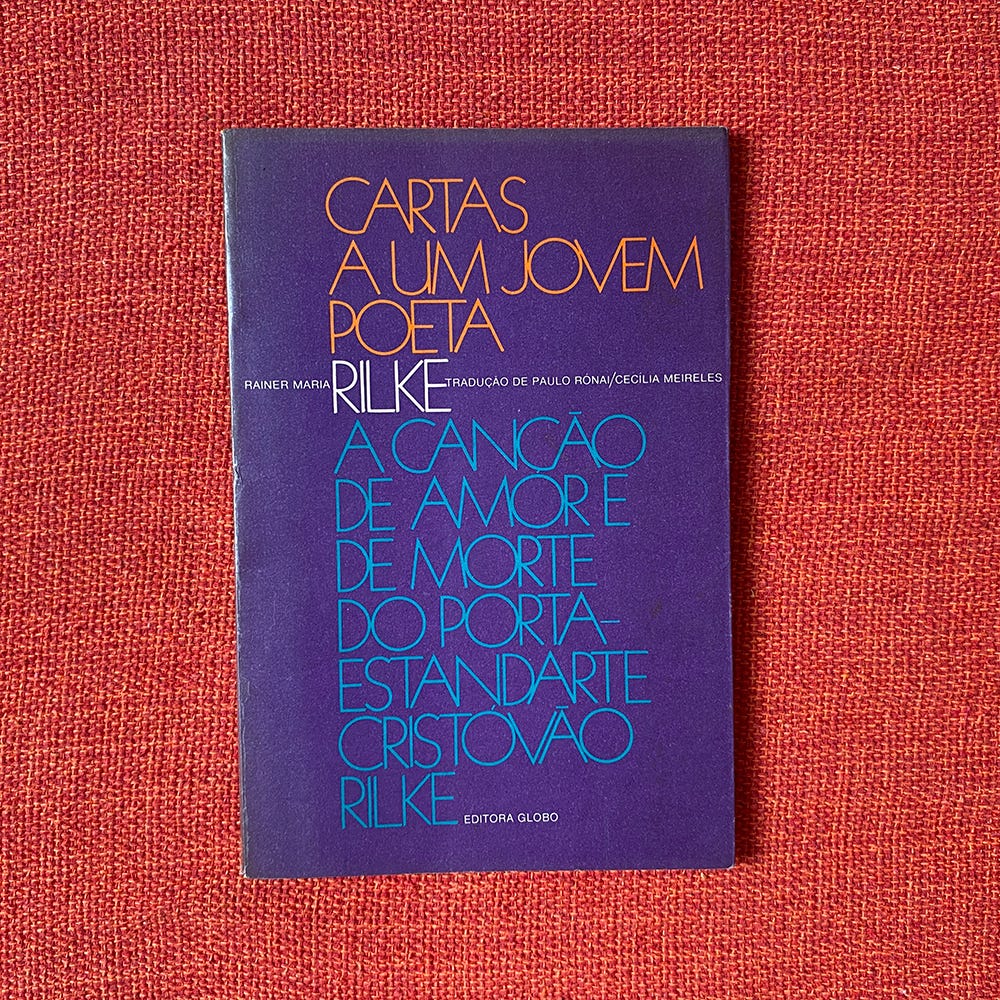 CARTAS
A UM JOVEM
POETA
RAINER MARIA RILKE TRADUÇÃO DE PAULO RÓNAI/CECÍLIA MEIRELES
A CANÇÃO
DE AMOR E
DE MORTE
DO PORTA-
ESTANDARTE
CRISTÓVÃO
RILKE EDITORA GLOBO